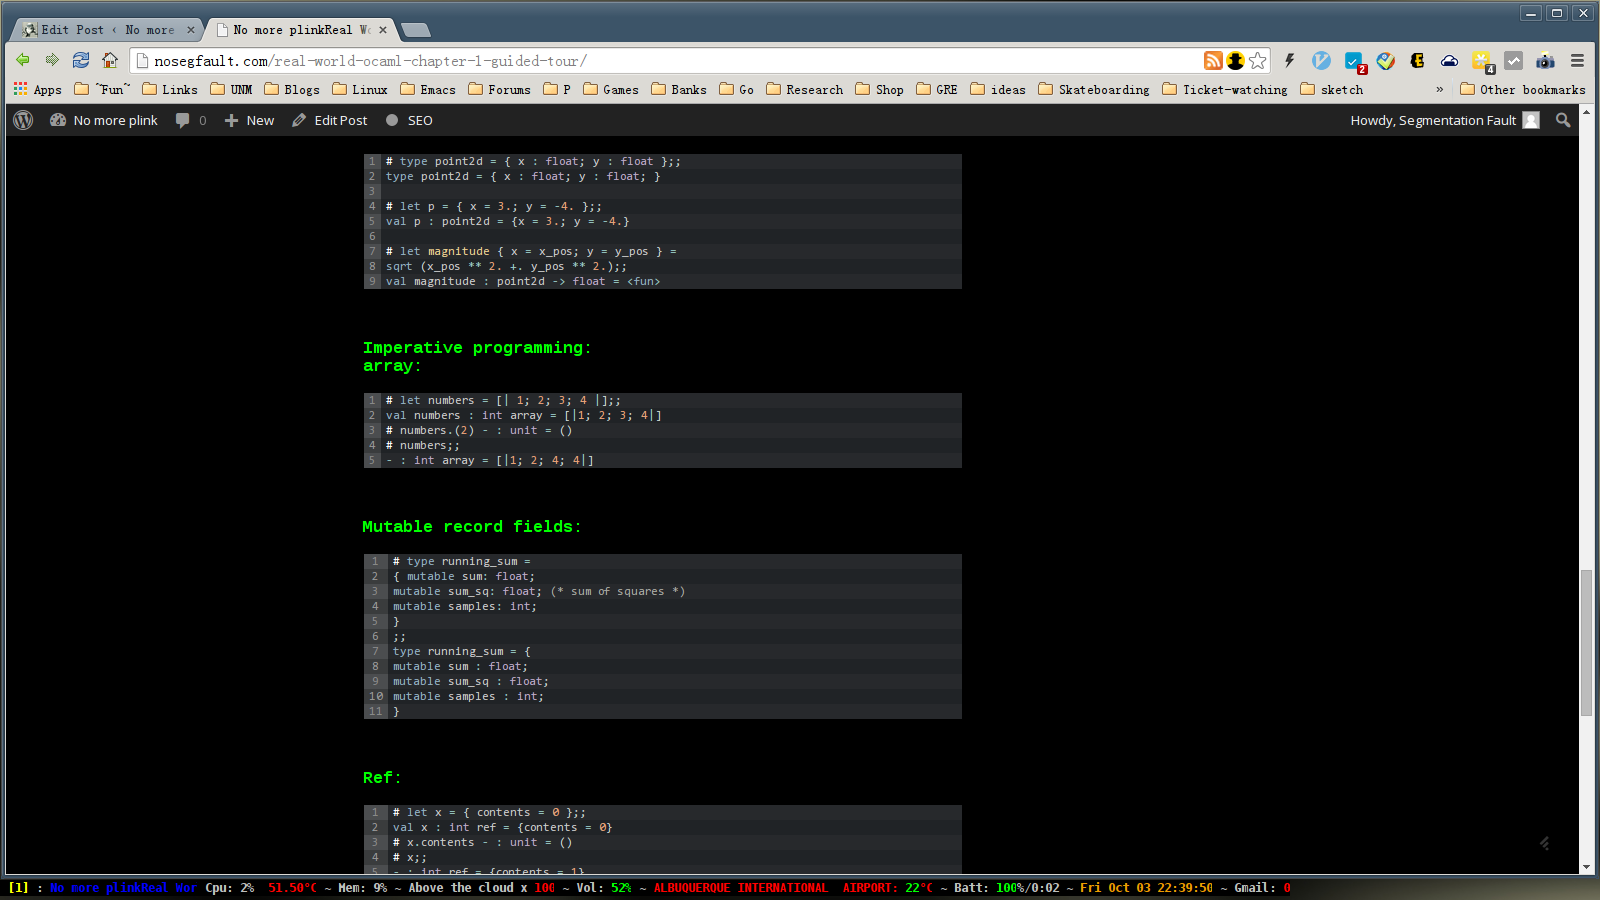 Edit Post ‹ No more
No more plinkReal Wo
nosegfault.com/real-world-ocaml-chapter-1-guided-tour/
2
4
Apps ~Fun~ Links UNM Blogs Linux Emacs Forums P Games Banks Go Research Shop GRE ideas Skateboarding Ticket-watching sketch » Other bookmarks
No more plink 0 New Edit Post SEO Howdy, Segmentation Fault
1 # type point2d = { x : float; y : float };;
2 type point2d = { x : float; y : float; }
3
4 # let p = { x = 3.; y = -4. };;
5 val p : point2d = {x = 3.; y = -4.}
6
7 # let magnitude { x = x_pos; y = y_pos } =
8 sqrt (x_pos ** 2. +. y_pos ** 2.);;
9 val magnitude : point2d -> float = <fun>
Imperative programming:
array:
1 # let numbers = [| 1; 2; 3; 4 |];;
2 val numbers : int array = [|1; 2; 3; 4|]
3 # numbers.(2) - : unit = ()
4 # numbers;;
5 - : int array = [|1; 2; 4; 4|]
Mutable record fields:
1 # type running_sum =
2 { mutable sum: float;
3 mutable sum_sq: float; (* sum of squares *)
4 mutable samples: int;
5 }
6 ;;
7 type running_sum = {
8 mutable sum : float;
9 mutable sum_sq : float;
10 mutable samples : int;
11 }
Ref:
1 # let x = { contents = 0 };;
2 val x : int ref = {contents = 0}
3 # x.contents - : unit = ()
4 # x;;
5 - : int ref = {contents = 1}
[1] : No more plinkReal Wor Cpu: 2% 51.50°C ~ Mem: 9% ~ Above the cloud x 100 ~ Vol: 52% ~ ALBUQUERQUE INTERNATIONAL AIRPORT: 22°C ~ Batt: 100%/0:02 ~ Fri Oct 03 22:39:50 ~ Gmail: 0